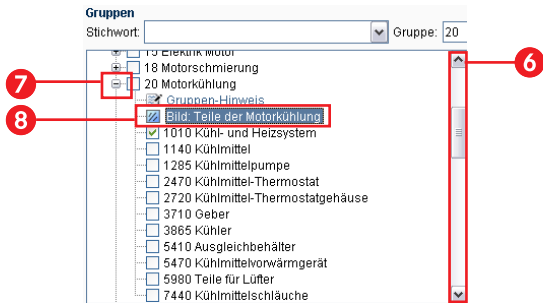 Gruppen
Stichwort: Gruppe: 20
15 Elektrik Motor
18 Motorschmierung
20 Motorkühlung
Gruppen-Hinweis
Bild: Teile der Motorkühlung
1010 Kühl- und Heizsystem
1140 Kühlmittel
1285 Kühlmittelpumpe
2470 Kühlmittel-Thermostat
2720 Kühlmittel-Thermostatgehäuse
3710 Geber
3865 Kühler
5410 Ausgleichbehälter
5470 Kühlmittelvorwärmgerät
5980 Teile für Lüfter
7440 Kühlmittelschläuche
6
7
8